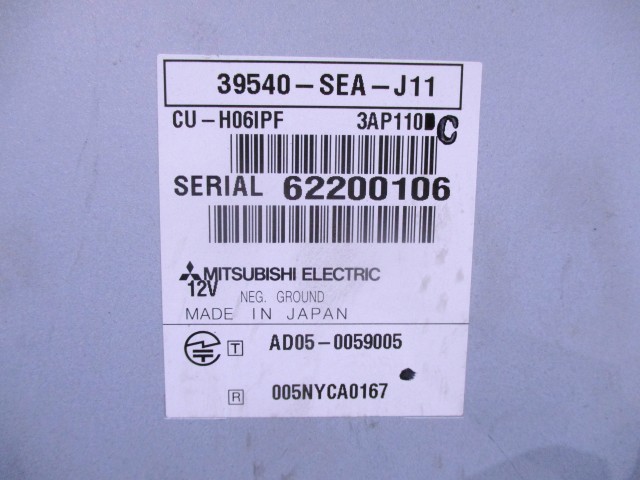 39540-SEA-J11
CU-H06IPF 3AP110 C
SERIAL 62200106
MITSUBISHI ELECTRIC
12V NEG. GROUND
MADE IN JAPAN
T AD05-0059005
R 005NYCA0167